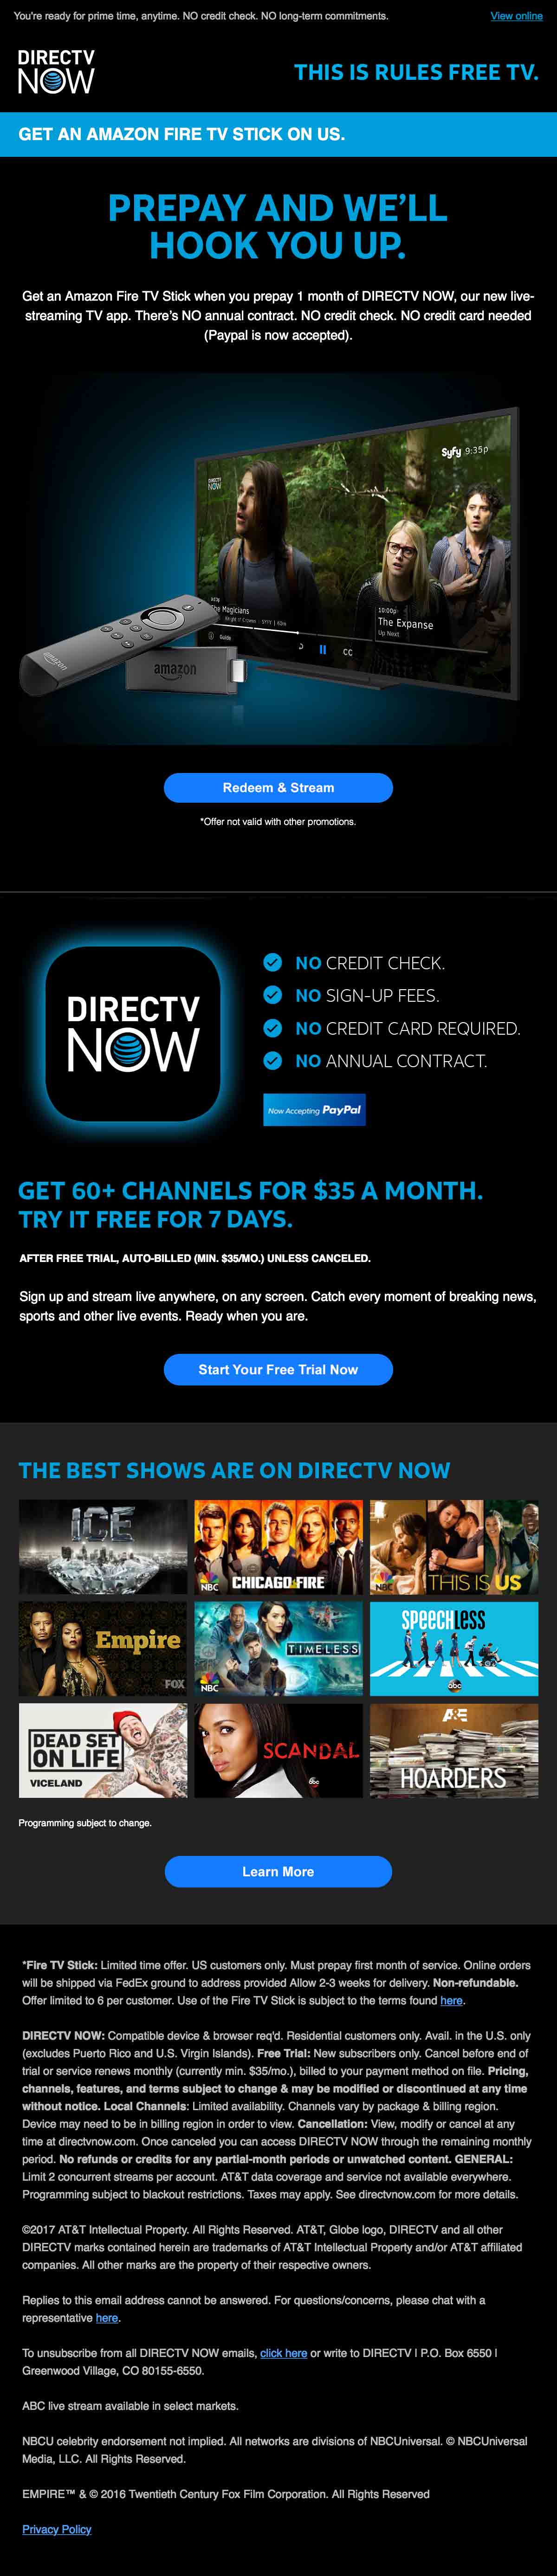 You're ready for prime time, anytime. NO credit check. NO long-term commitments.
View online
DIRECTV
NOW
THIS IS RULES FREE TV.
GET AN AMAZON FIRE TV STICK ON US.
PREPAY AND WE'LL
HOOK YOU UP.
Get an Amazon Fire TV Stick when you prepay 1 month of DIRECTV NOW, our new live-
streaming TV app. There's NO annual contract. NO credit check. NO credit card needed
(Paypal is now accepted).
Syfy 9:35p
DIRECTV
NOW
The Magicians
Knight of Crowns | STYY | 60m
Guide
CC
10:00p
The Expanse
Up Next
amazon
amazon
Redeem & Stream
*Offer not valid with other promotions.
DIRECTV
NOW
NO CREDIT CHECK.
NO SIGN-UP FEES.
NO CREDIT CARD REQUIRED.
NO ANNUAL CONTRACT.
Now Accepting PayPal
GET 60+ CHANNELS FOR $35 A MONTH.
TRY IT FREE FOR 7 DAYS.
AFTER FREE TRIAL, AUTO-BILLED (MIN. $35/MO.) UNLESS CANCELED.
Sign up and stream live anywhere, on any screen. Catch every moment of breaking news,
sports and other live events. Ready when you are.
Start Your Free Trial Now
THE BEST SHOWS ARE ON DIRECTV NOW
ICE
NBC CHICAGO FIRE
NBC THIS IS US
Empire
FOX
TIMELESS
NBC
SPEECHLESS
abc
DEAD SET
ON LIFE
VICELAND
SCANDAL
abc
A&E
HOARDERS
Programming subject to change.
Learn More
*Fire TV Stick: Limited time offer. US customers only. Must prepay first month of service. Online orders
will be shipped via FedEx ground to address provided Allow 2-3 weeks for delivery. Non-refundable.
Offer limited to 6 per customer. Use of the Fire TV Stick is subject to the terms found here.
DIRECTV NOW: Compatible device & browser req'd. Residential customers only. Avail. in the U.S. only
(excludes Puerto Rico and U.S. Virgin Islands). Free Trial: New subscribers only. Cancel before end of
trial or service renews monthly (currently min. $35/mo.), billed to your payment method on file. Pricing,
channels, features, and terms subject to change & may be modified or discontinued at any time
without notice. Local Channels: Limited availability. Channels vary by package & billing region.
Device may need to be in billing region in order to view. Cancellation: View, modify or cancel at any
time at directvnow.com. Once canceled you can access DIRECTV NOW through the remaining monthly
period. No refunds or credits for any partial-month periods or unwatched content. GENERAL:
Limit 2 concurrent streams per account. AT&T data coverage and service not available everywhere.
Programming subject to blackout restrictions. Taxes may apply. See directvnow.com for more details.
©2017 AT&T Intellectual Property. All Rights Reserved. AT&T, Globe logo, DIRECTV and all other
DIRECTV marks contained herein are trademarks of AT&T Intellectual Property and/or AT&T affiliated
companies. All other marks are the property of their respective owners.
Replies to this email address cannot be answered. For questions/concerns, please chat with a
representative here.
To unsubscribe from all DIRECTV NOW emails, click here or write to DIRECTV | P.O. Box 6550 |
Greenwood Village, CO 80155-6550.
ABC live stream available in select markets.
NBCU celebrity endorsement not implied. All networks are divisions of NBCUniversal. © NBCUniversal
Media, LLC. All Rights Reserved.
EMPIRE™ & © 2016 Twentieth Century Fox Film Corporation. All Rights Reserved
Privacy Policy